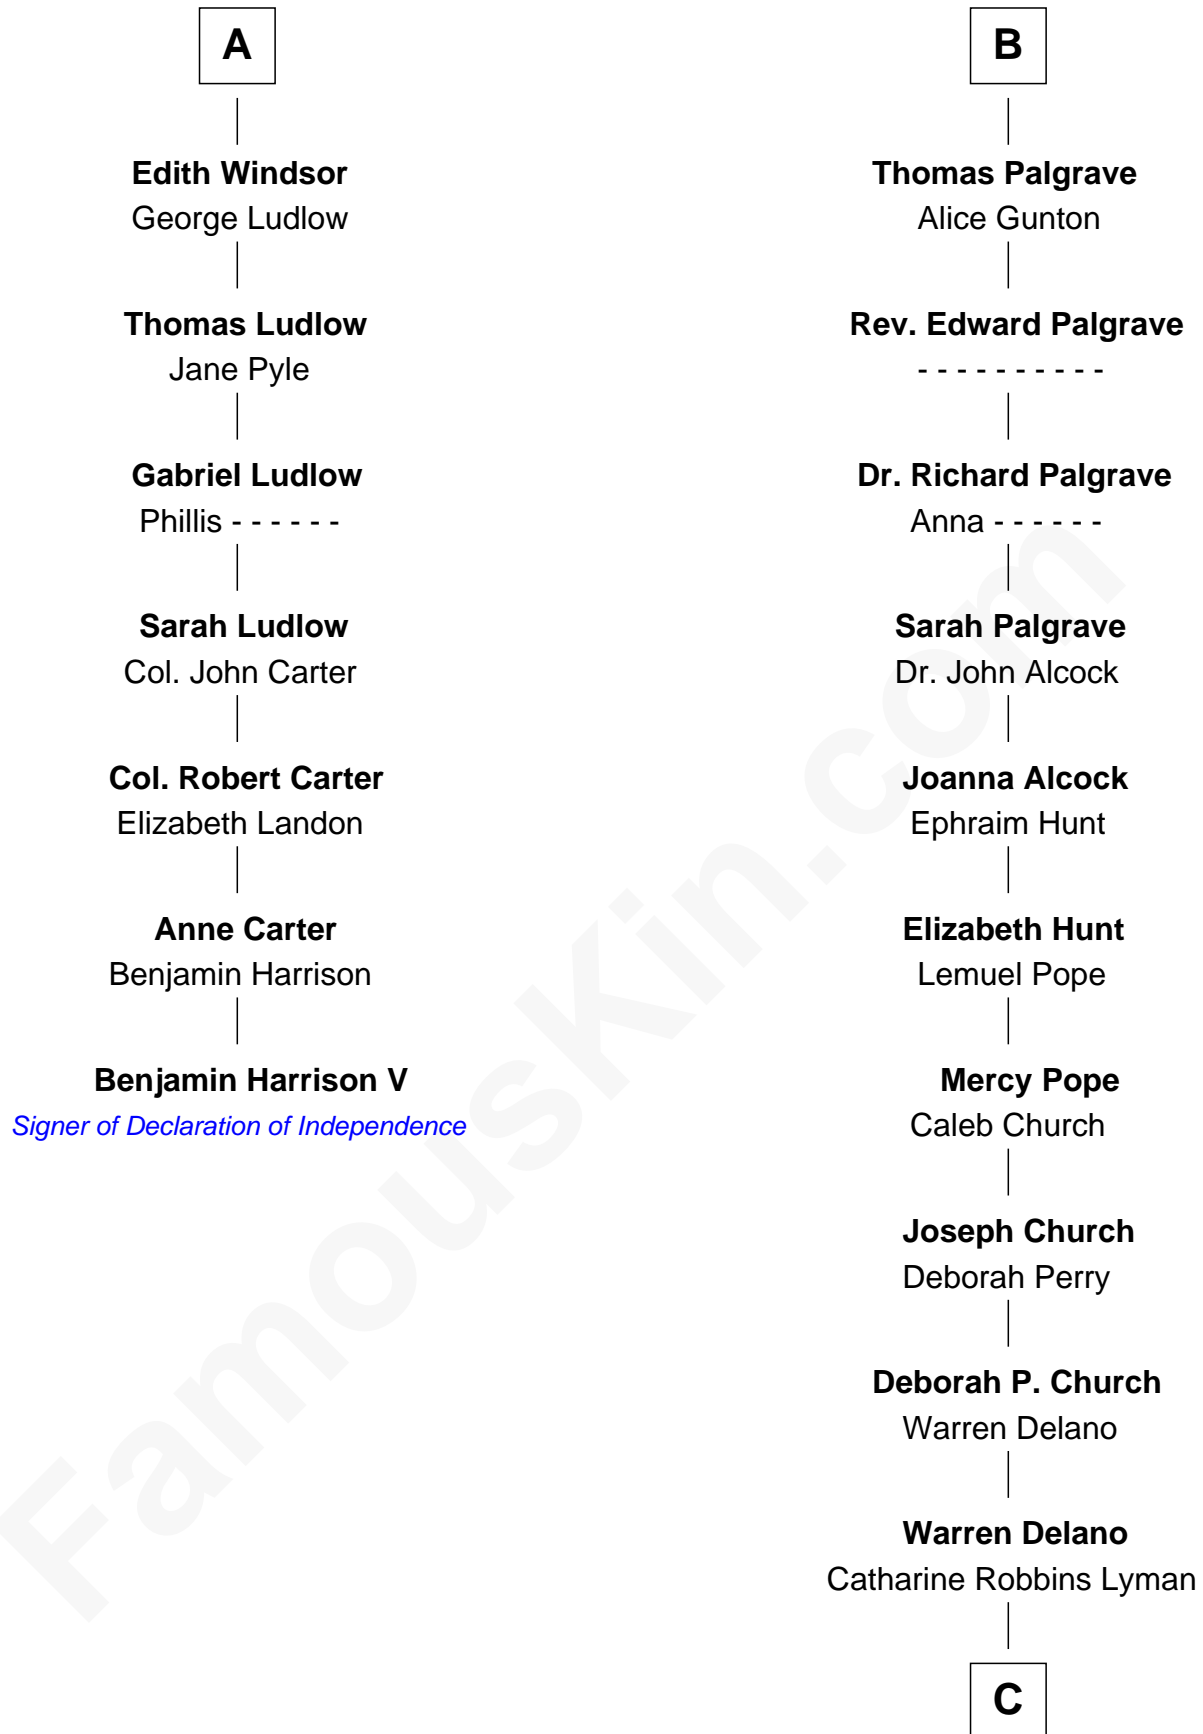 A
Edith Windsor
George Ludlow
Thomas Ludlow
Jane Pyle
Gabriel Ludlow
Phillis - - - - - -
Sarah Ludlow
Col. John Carter
Col. Robert Carter
Elizabeth Landon
Anne Carter
Benjamin Harrison
Benjamin Harrison V
Signer of Declaration of Independence
B
Thomas Palgrave
Alice Gunton
Rev. Edward Palgrave
- - - - - - - - - -
Dr. Richard Palgrave
Anna - - - - - -
Sarah Palgrave
Dr. John Alcock
Joanna Alcock
Ephraim Hunt
Elizabeth Hunt
Lemuel Pope
Mercy Pope
Caleb Church
Joseph Church
Deborah Perry
Deborah P. Church
Warren Delano
Warren Delano
Catharine Robbins Lyman
C
FamousKin.com